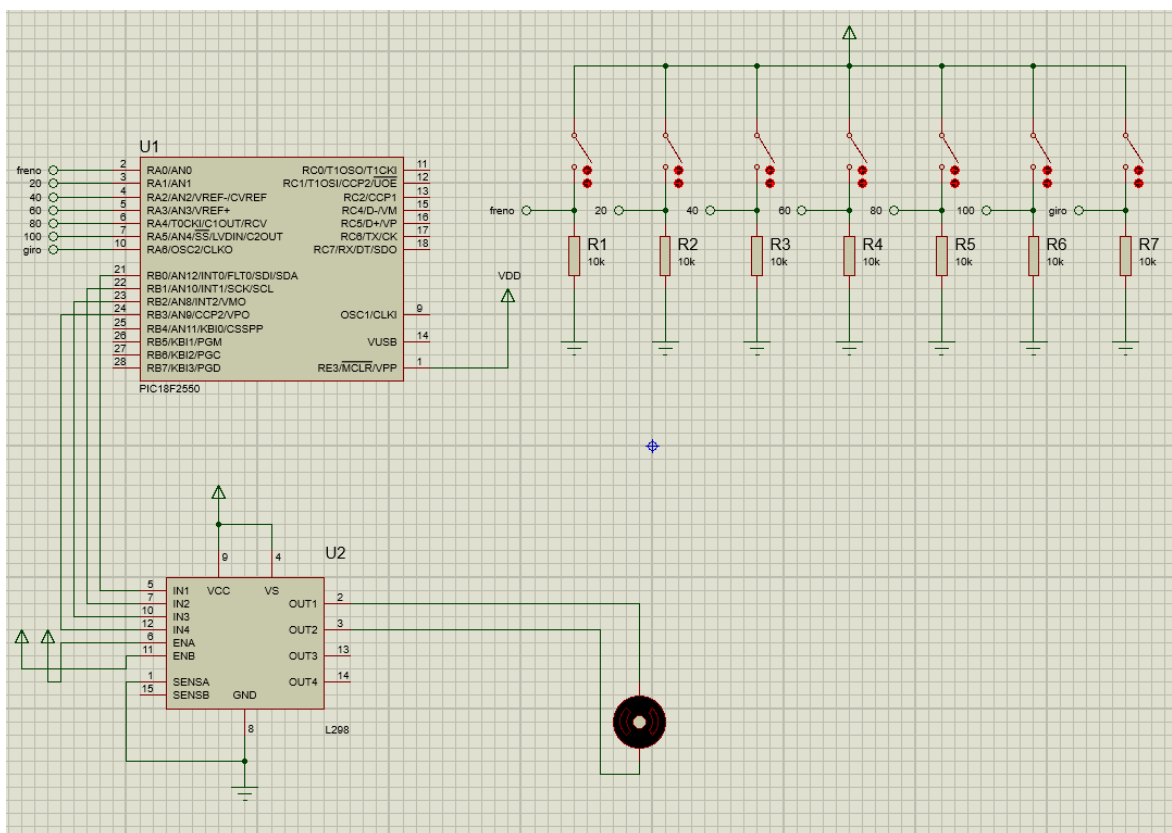 U1
freno 2 RA0/AN0 RC0/T1OSO/T1CKI 11
20 3 RA1/AN1 RC1/T1OSI/CCP2/UOE 12
40 4 RA2/AN2/VREF-/CVREF RC2/CCP1 13
60 5 RA3/AN3/VREF+ RC4/D-/VM 15
80 6 RA4/T0CKI/C1OUT/RCV RC5/D+/VP 16
100 7 RA5/AN4/SS/LVDIN/C2OUT RC6/TX/CK 17
giro 10 RA6/OSC2/CLKO RC7/RX/DT/SDO 18
21 RB0/AN12/INT0/FLT0/SDI/SDA
22 RB1/AN10/INT1/SCK/SCL
23 RB2/AN8/INT2/VMO
24 RB3/AN9/CCP2/VPO OSC1/CLKI 9
25 RB4/AN11/KBI0/CSSPP
26 RB5/KBI1/PGM VUSB 14
27 RB6/KBI2/PGC
28 RB7/KBI3/PGD RE3/MCLR/VPP 1
PIC18F2550
VDD
freno 20 40 60 80 100 giro
R1 R2 R3 R4 R5 R6 R7
10k 10k 10k 10k 10k 10k 10k
U2
9 4
5 IN1 VCC VS
7 IN2 OUT1 2
10 IN3
12 IN4 OUT2 3
6 ENA
11 ENB OUT3 13
1 SENSA OUT4 14
15 SENSB GND
8
L298